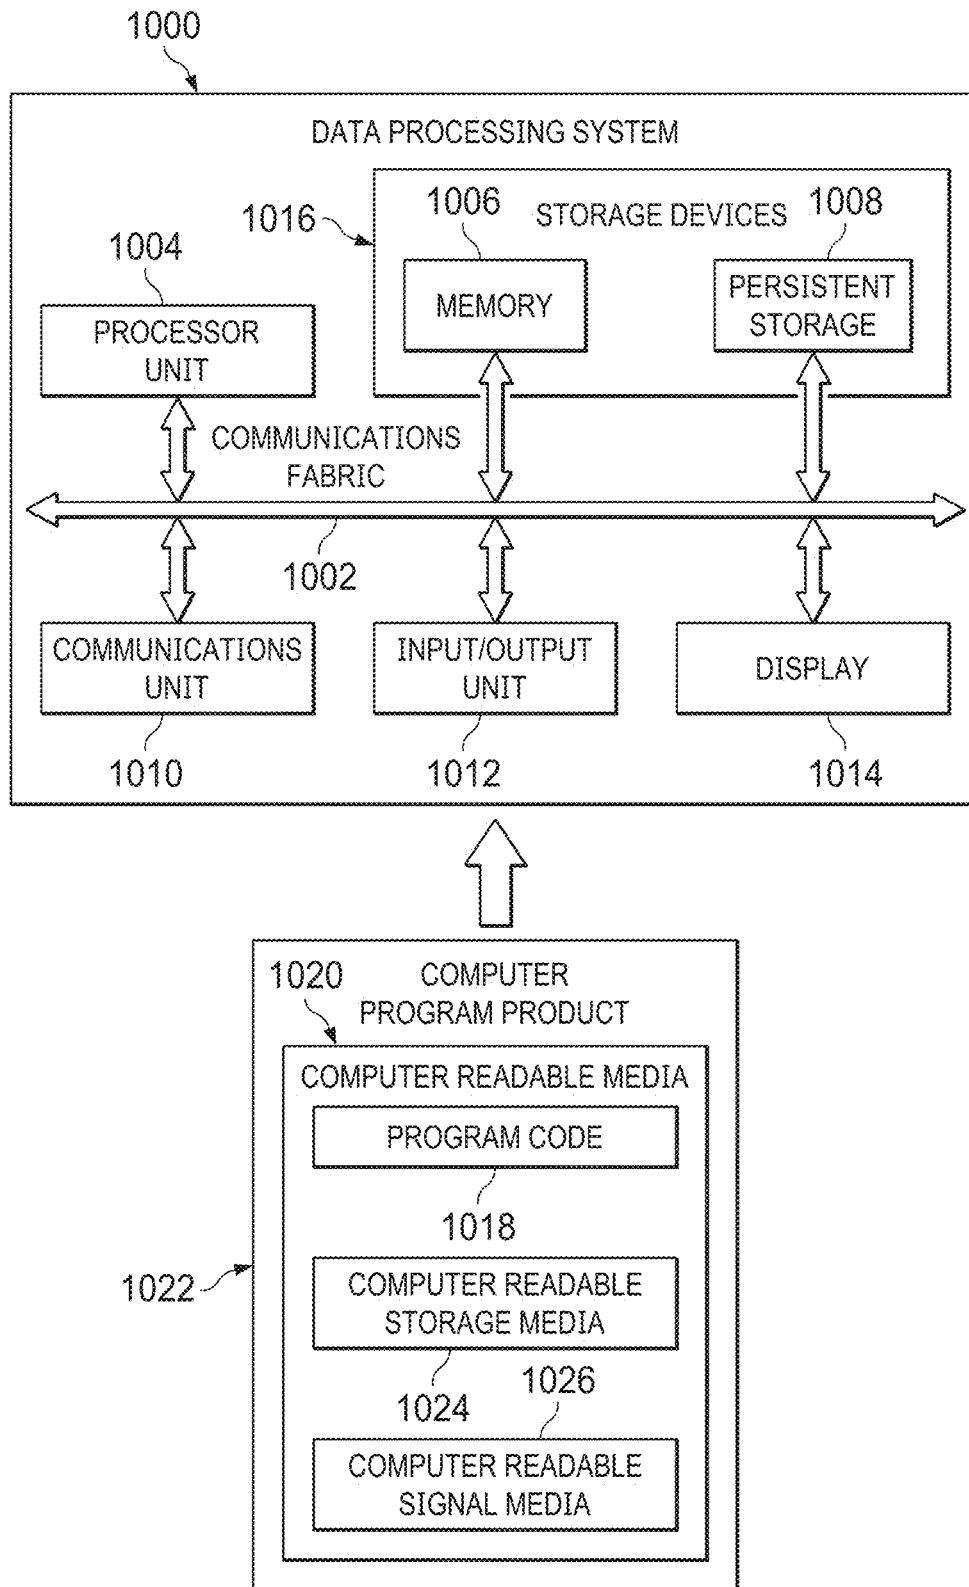 1000
DATA PROCESSING SYSTEM
1016
1006
STORAGE DEVICES
1008
1004
MEMORY
PERSISTENT
STORAGE
PROCESSOR
UNIT
COMMUNICATIONS
FABRIC
1002
COMMUNICATIONS
UNIT
INPUT/OUTPUT
UNIT
DISPLAY
1010
1012
1014
COMPUTER
PROGRAM PRODUCT
1020
COMPUTER READABLE MEDIA
PROGRAM CODE
1018
1022
COMPUTER READABLE
STORAGE MEDIA
1024
1026
COMPUTER READABLE
SIGNAL MEDIA